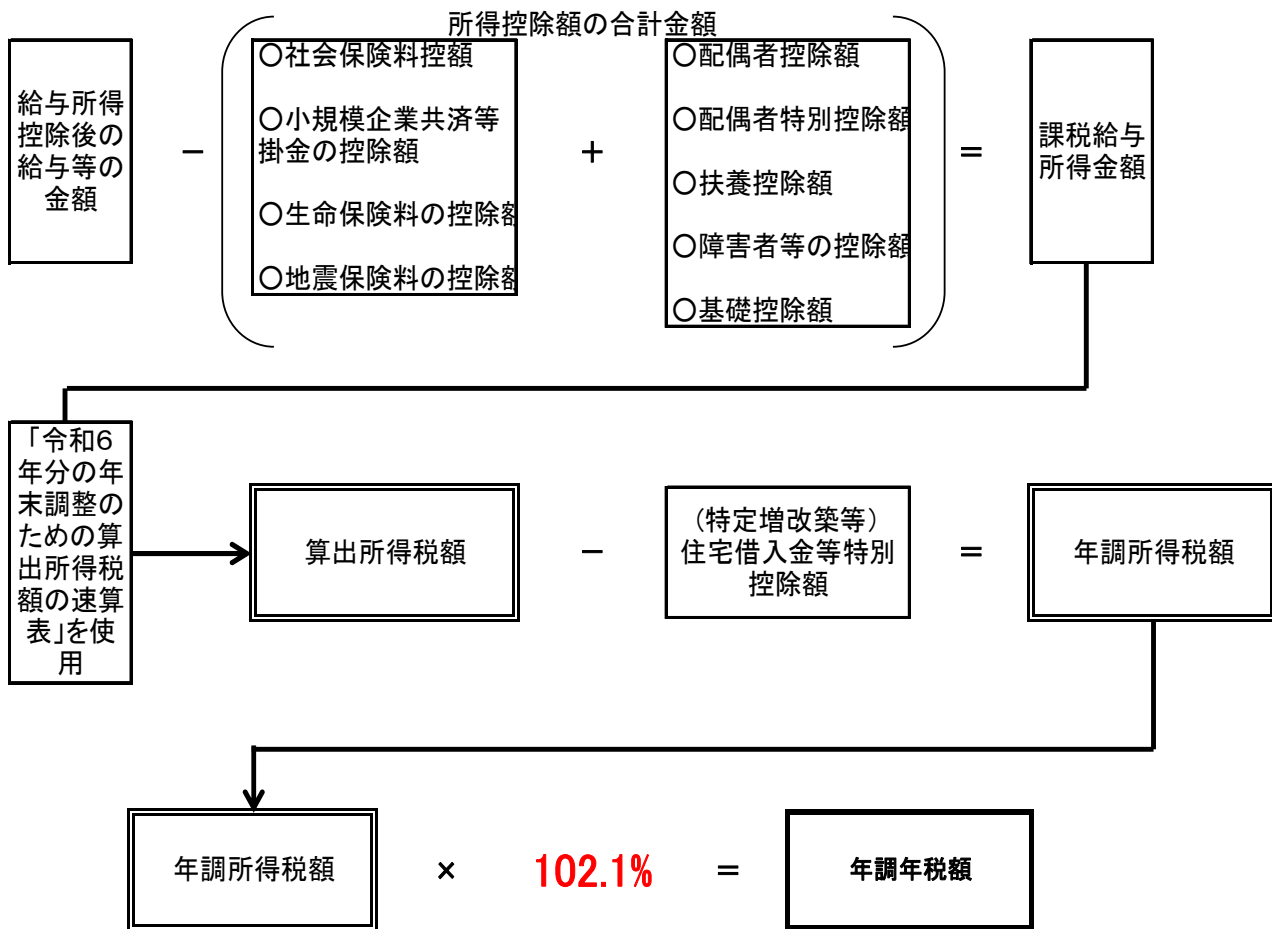 所得控除額の合計金額
給与所得
控除後の
給与等の
金額
－
〇社会保険料控額
〇小規模企業共済等
掛金の控除額
〇生命保険料の控除額
〇地震保険料の控除額
＋
〇配偶者控除額
〇配偶者特別控除額
〇扶養控除額
〇障害者等の控除額
〇基礎控除額
＝
課税給与
所得金額
「令和６
年分の年
末調整の
ための算
出所得税
額の速算
表」を使
用
算出所得税額
－
（特定増改築等）
住宅借入金等特別
控除額
＝
年調所得税額
年調所得税額
×
102.1%
＝
年調年税額